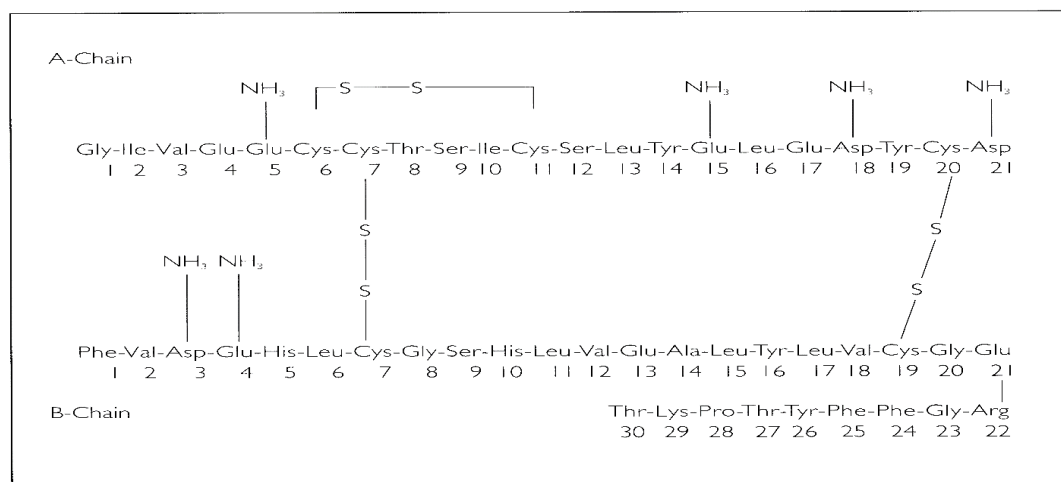 A-Chain
NH₃ S S NH₃ NH₃ NH₃
Gly-Ile-Val-Glu-Glu-Cys-Cys-Thr-Ser-Ile-Cys-Ser-Leu-Tyr-Glu-Leu-Glu-Asp-Tyr-Cys-Asp
1 2 3 4 5 6 7 8 9 10 11 12 13 14 15 16 17 18 19 20 21
S S
NH₃ NH₃
S S
Phe-Val-Asp-Glu-His-Leu-Cys-Gly-Ser-His-Leu-Val-Glu-Ala-Leu-Tyr-Leu-Val-Cys-Gly-Glu
1 2 3 4 5 6 7 8 9 10 11 12 13 14 15 16 17 18 19 20 21
B-Chain Thr-Lys-Pro-Thr-Tyr-Phe-Phe-Gly-Arg
30 29 28 27 26 25 24 23 22